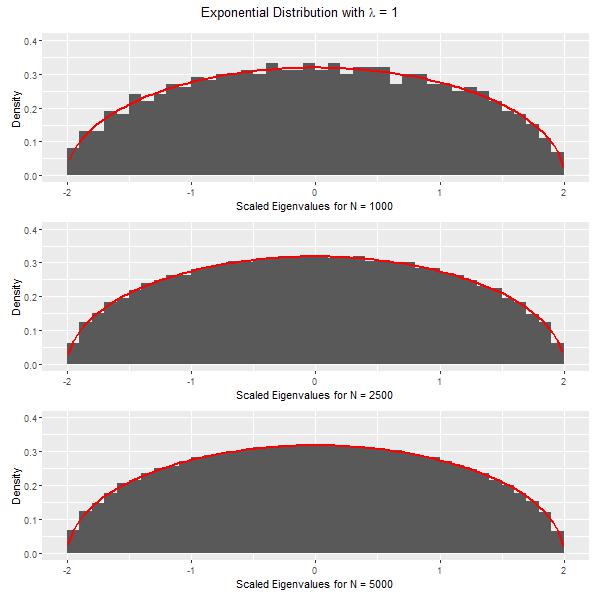 Exponential Distribution with λ = 1
0.4
0.3
0.2
0.1
0.0
Density
-2 -1 0 1 2
Scaled Eigenvalues for N = 1000
0.4
0.3
0.2
0.1
0.0
Density
-2 -1 0 1 2
Scaled Eigenvalues for N = 2500
0.4
0.3
0.2
0.1
0.0
Density
-2 -1 0 1 2
Scaled Eigenvalues for N = 5000